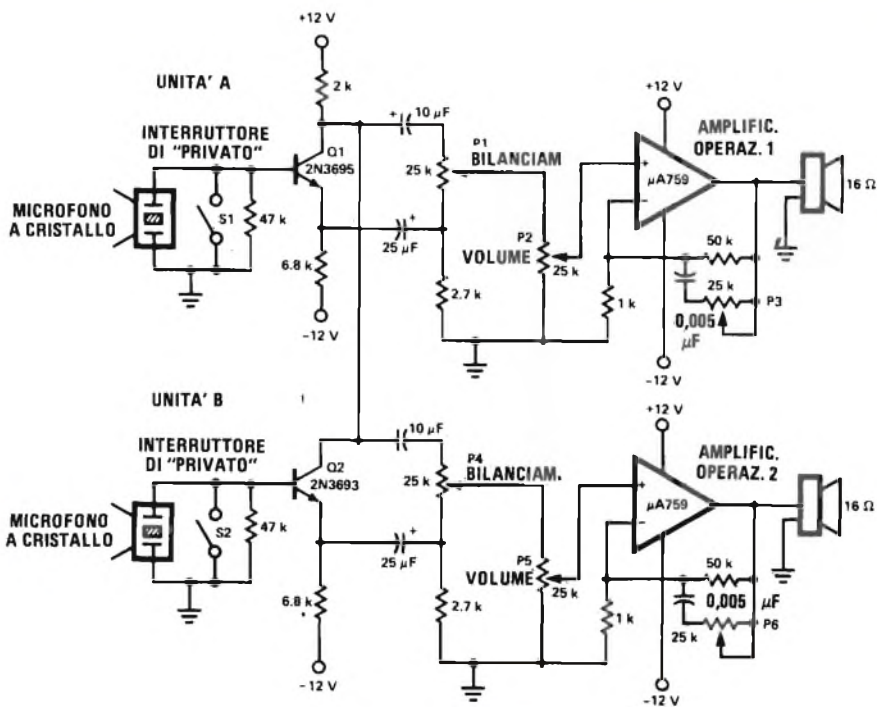 +12 V
UNITA' A
2 k
INTERRUTTORE
DI "PRIVATO"
Q1
2N3695
MICROFONO
A CRISTALLO
S1
47 k
6.8 k
-12 V
+ 10 µF
25 k
P1
BILANCIAM
25 µF +
2.7 k
P2
VOLUME
25 k
+12 V
AMPLIFIC.
OPERAZ. 1
+
µA759
-
16 Ω
1 k
50 k
25 k
P3
0,005
µF
-12 V
UNITA' B
INTERRUTTORE
DI "PRIVATO"
Q2
2N3693
MICROFONO
A CRISTALLO
S2
47 k
6.8 k
-12 V
10 µF
25 k
P4
BILANCIAM.
25 µF +
2.7 k
P5
VOLUME
25 k
+12 V
AMPLIFIC.
OPERAZ. 2
+
µA759
-
16 Ω
1 k
50 k
0,005 µF
25 k
P6
-12 V